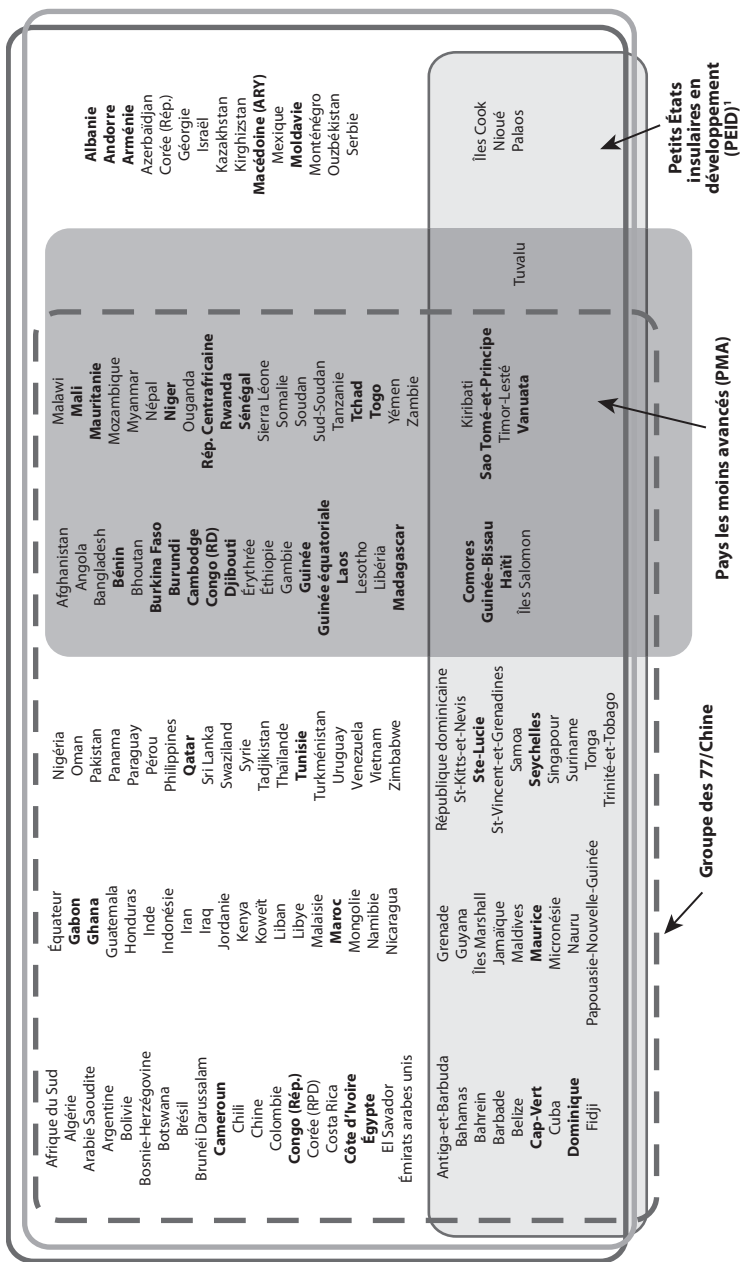 Afrique du Sud
Algérie
Arabie Saoudite
Argentine
Bolivie
Bosnie-Herzégovine
Botswana
Brésil
Brunéi Darussalam
Cameroun
Chili
Chine
Colombie
Congo (Rép.)
Corée (RPD)
Costa Rica
Côte d'Ivoire
Égypte
El Savador
Émirats arabes unis
Équateur
Gabon
Ghana
Guatemala
Honduras
Inde
Indonésie
Iran
Iraq
Jordanie
Kenya
Koweït
Liban
Libye
Malaisie
Maroc
Mongolie
Namibie
Nicaragua
Nigéria
Oman
Pakistan
Panama
Paraguay
Pérou
Philippines
Qatar
Sri Lanka
Swaziland
Syrie
Tadjikistan
Thaïlande
Tunisie
Turkménistan
Uruguay
Venezuela
Vietnam
Zimbabwe
Afghanistan
Angola
Bangladesh
Bénin
Bhoutan
Burkina Faso
Burundi
Cambodge
Congo (RD)
Djibouti
Érythrée
Éthiopie
Gambie
Guinée
Guinée équatoriale
Laos
Lesotho
Libéria
Madagascar
Malawi
Mali
Mauritanie
Mozambique
Myanmar
Népal
Niger
Ouganda
Rép. Centrafricaine
Rwanda
Sénégal
Sierra Léone
Somalie
Soudan
Sud-Soudan
Tanzanie
Tchad
Togo
Yémen
Zambie
Albanie
Andorre
Arménie
Azerbaïdjan
Corée (Rép.)
Géorgie
Israël
Kazakhstan
Kirghizstan
Macédoine (ARY)
Mexique
Moldavie
Monténégro
Ouzbékistan
Serbie
Antiga-et-Barbuda
Bahamas
Bahrein
Barbade
Belize
Cap-Vert
Cuba
Dominique
Fidji
Grenade
Guyana
Îles Marshall
Jamaïque
Maldives
Maurice
Micronésie
Nauru
Papouasie-Nouvelle-Guinée
République dominicaine
St-Kitts-et-Nevis
Ste-Lucie
St-Vincent-et-Grenadines
Samoa
Seychelles
Singapour
Suriname
Tonga
Trinité-et-Tobago
Comores
Guinée-Bissau
Haïti
Îles Salomon
Kiribati
Sao Tomé-et-Principe
Timor-Lesté
Vanuata
Tuvalu
Îles Cook
Nioué
Palaos
Groupe des 77/Chine
Pays les moins avancés (PMA)
Petits États
insulaires en
développement
(PEID)¹